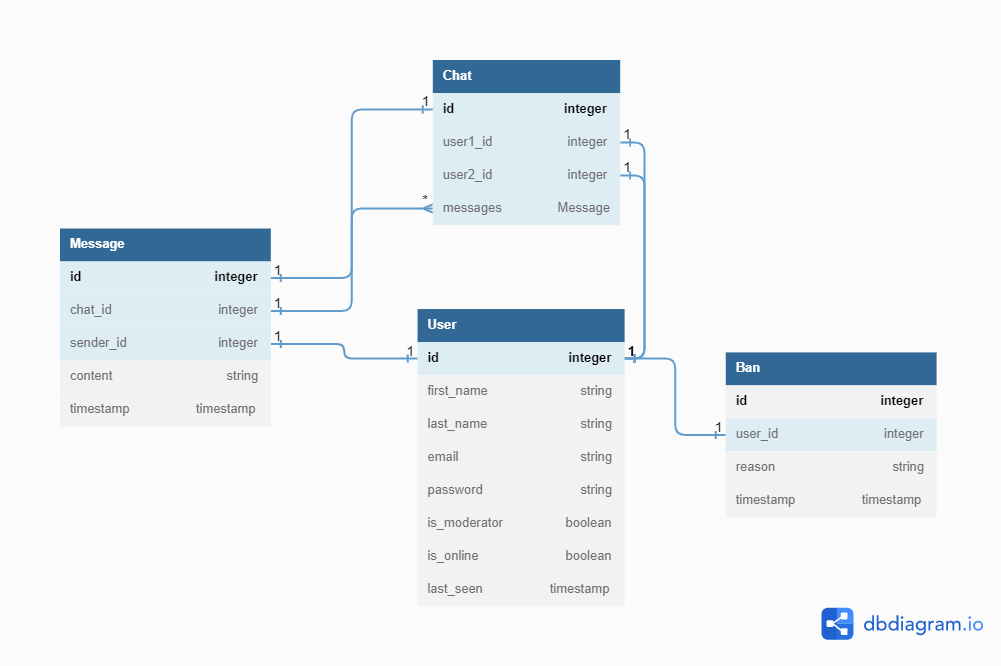 Chat
1 id integer
user1_id integer 1
user2_id integer 1
* messages Message
Message
id integer 1
chat_id integer 1
sender_id integer 1
content string
timestamp timestamp
User
1 id integer 1
first_name string
last_name string
email string
password string
is_moderator boolean
is_online boolean
last_seen timestamp
Ban
id integer
1 user_id integer
reason string
timestamp timestamp
dbdiagram.io